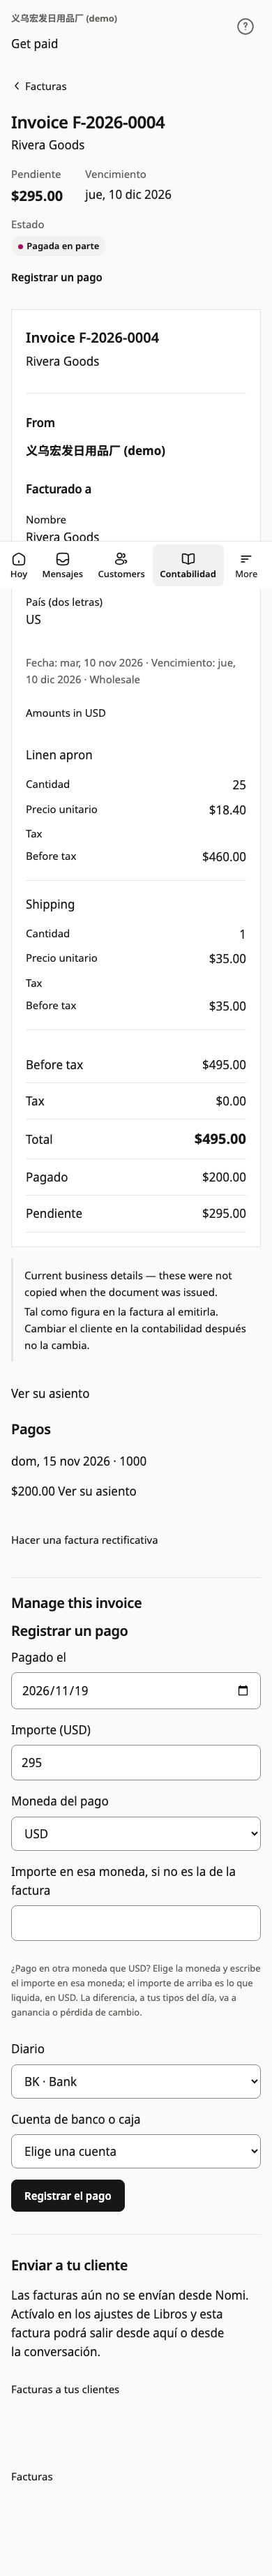 义乌宏发日用品厂 (demo)
Get paid
Facturas
Invoice F-2026-0004
Rivera Goods
Pendiente Vencimiento
$295.00 jue, 10 dic 2026
Estado
Pagada en parte
Registrar un pago
Invoice F-2026-0004
Rivera Goods
From
义乌宏发日用品厂 (demo)
Facturado a
Nombre
Rivera Goods
Hoy Mensajes Customers Contabilidad More
País (dos letras)
US
Fecha: mar, 10 nov 2026 · Vencimiento: jue,
10 dic 2026 · Wholesale
Amounts in USD
Linen apron
Cantidad 25
Precio unitario $18.40
Tax
Before tax $460.00
Shipping
Cantidad 1
Precio unitario $35.00
Tax
Before tax $35.00
Before tax $495.00
Tax $0.00
Total $495.00
Pagado $200.00
Pendiente $295.00
Current business details — these were not
copied when the document was issued.
Tal como figura en la factura al emitirla.
Cambiar el cliente en la contabilidad después
no la cambia.
Ver su asiento
Pagos
dom, 15 nov 2026 · 1000
$200.00 Ver su asiento
Hacer una factura rectificativa
Manage this invoice
Registrar un pago
Pagado el
2026/11/19
Importe (USD)
295
Moneda del pago
USD
Importe en esa moneda, si no es la de la
factura
¿Pago en otra moneda que USD? Elige la moneda y escribe
el importe en esa moneda; el importe de arriba es lo que
liquida, en USD. La diferencia, a tus tipos del día, va a
ganancia o pérdida de cambio.
Diario
BK · Bank
Cuenta de banco o caja
Elige una cuenta
Registrar el pago
Enviar a tu cliente
Las facturas aún no se envían desde Nomi.
Actívalo en los ajustes de Libros y esta
factura podrá salir desde aquí o desde
la conversación.
Facturas a tus clientes
Facturas